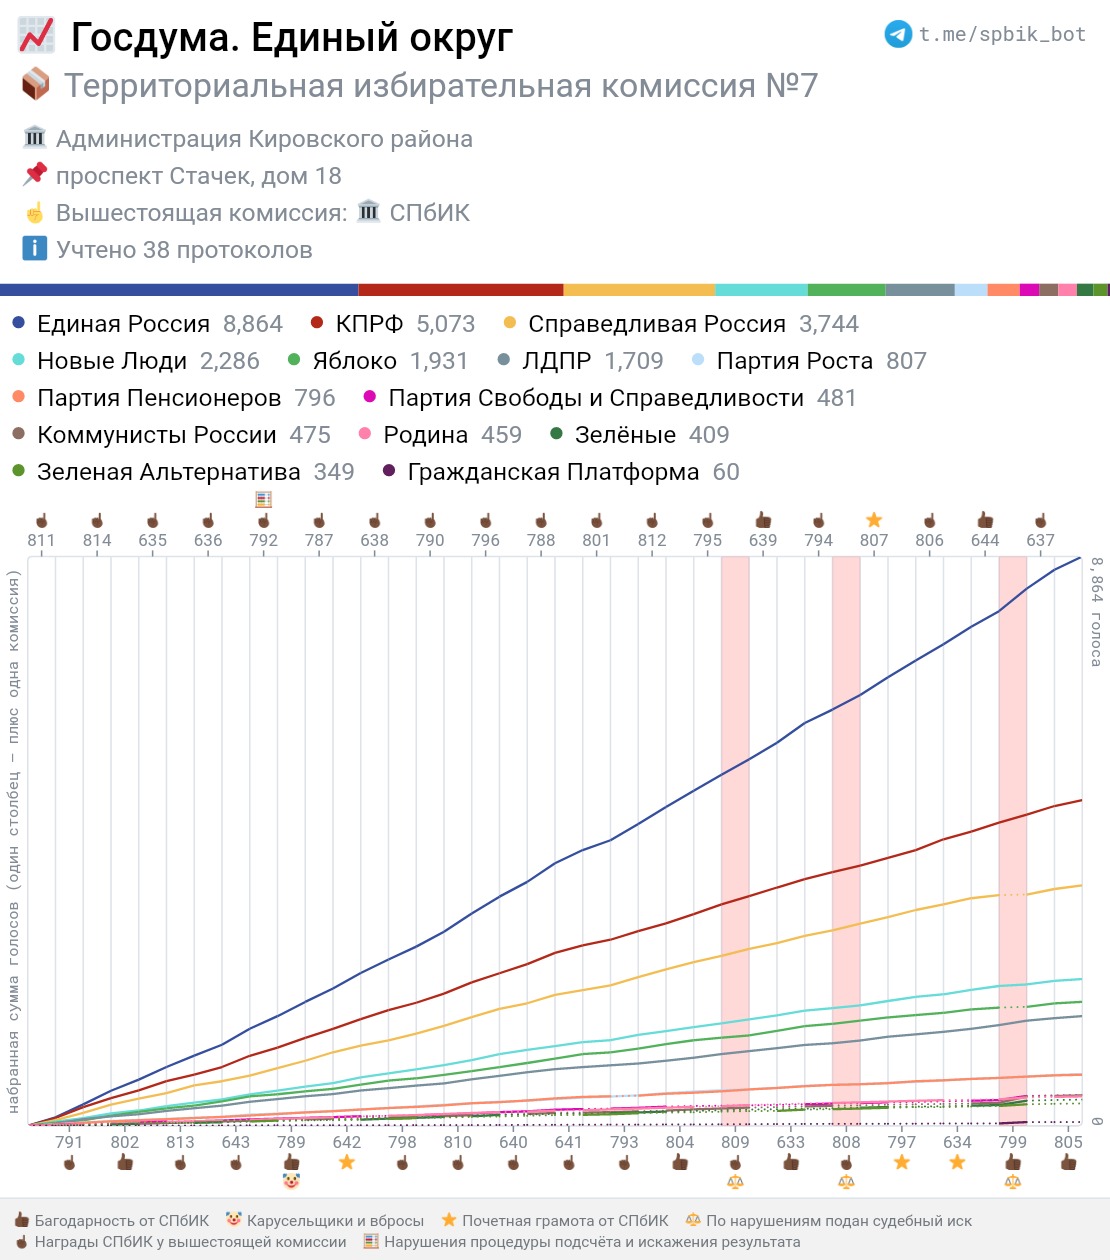 Госдума. Единый округ
t.me/spbik_bot
Территориальная избирательная комиссия №7
Администрация Кировского района
проспект Стачек, дом 18
Вышестоящая комиссия: СПбИК
Учтено 38 протоколов
Единая Россия 8,864 КПРФ 5,073 Справедливая Россия 3,744
Новые Люди 2,286 Яблоко 1,931 ЛДПР 1,709 Партия Роста 807
Партия Пенсионеров 796 Партия Свободы и Справедливости 481
Коммунисты России 475 Родина 459 Зелёные 409
Зеленая Альтернатива 349 Гражданская Платформа 60
811 814 635 636 792 787 638 790 796 788 801 812 795 639 794 807 806 644 637
набранная сумма голосов (один столбец – плюс одна комиссия)
8,864 голоса
0
791 802 813 643 789 642 798 810 640 641 793 804 809 633 808 797 634 799 805
Багодарность от СПбИК Карусельщики и вбросы Почетная грамота от СПбИК По нарушениям подан судебный иск
Награды СПбИК у вышестоящей комиссии Нарушения процедуры подсчёта и искажения результата